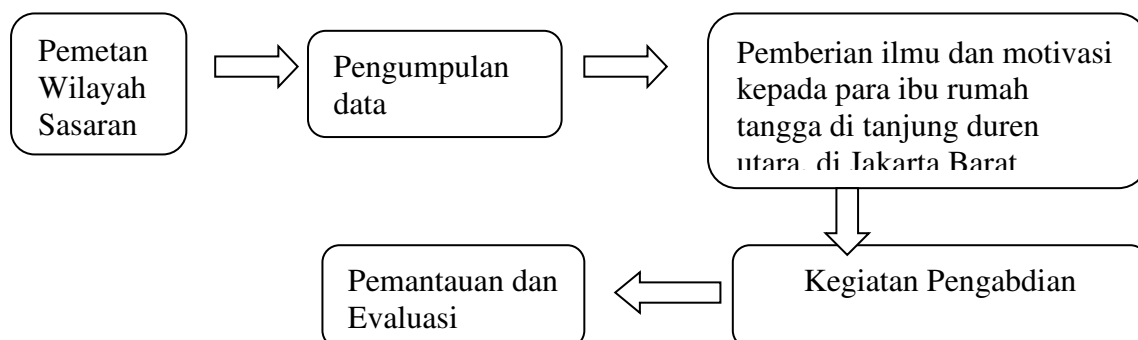 Pemetan
Wilayah
Sasaran
Pengumpulan
data
Pemberian ilmu dan motivasi
kepada para ibu rumah
tangga di tanjung duren
utara, di Jakarta Barat
Kegiatan Pengabdian
Pemantauan dan
Evaluasi